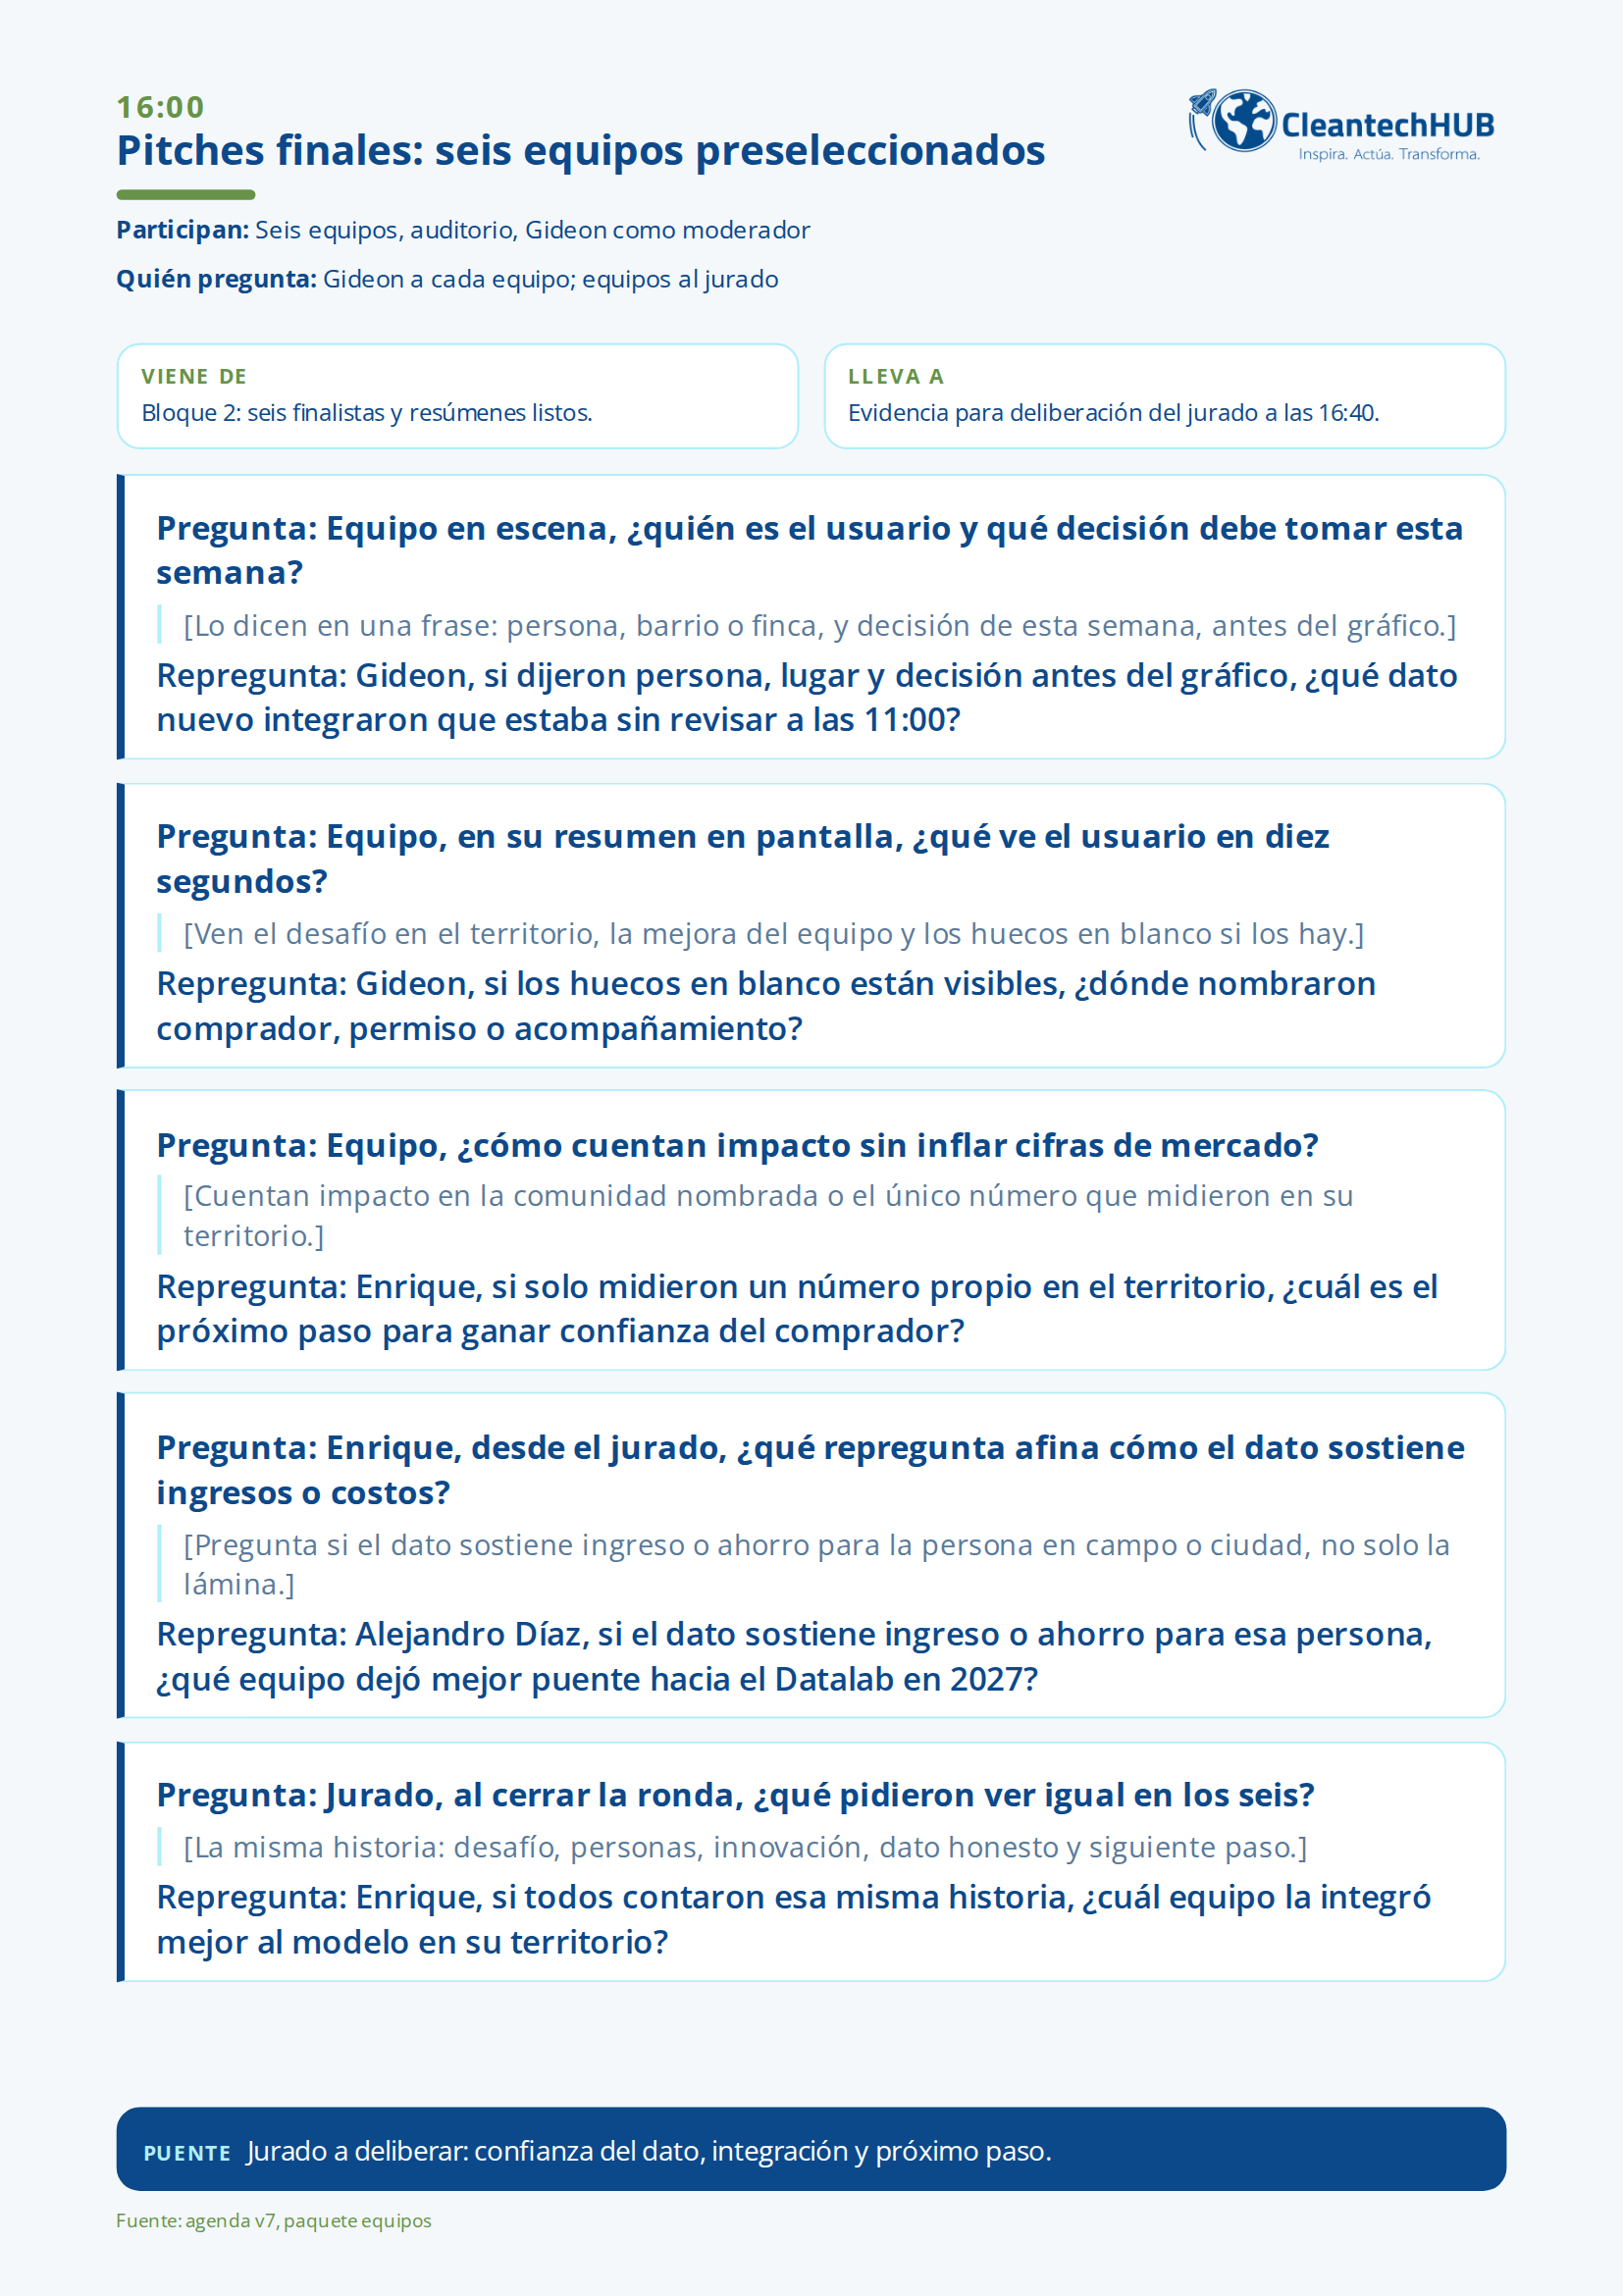 16:00
Pitches finales: seis equipos preseleccionados
CleantechHUB
Inspira. Actúa. Transforma.
Participan: Seis equipos, auditorio, Gideon como moderador
Quién pregunta: Gideon a cada equipo; equipos al jurado
VIENE DE
Bloque 2: seis finalistas y resúmenes listos.
LLEVA A
Evidencia para deliberación del jurado a las 16:40.
Pregunta: Equipo en escena, ¿quién es el usuario y qué decisión debe tomar esta
semana?
[Lo dicen en una frase: persona, barrio o finca, y decisión de esta semana, antes del gráfico.]
Repregunta: Gideon, si dijeron persona, lugar y decisión antes del gráfico, ¿qué dato
nuevo integraron que estaba sin revisar a las 11:00?
Pregunta: Equipo, en su resumen en pantalla, ¿qué ve el usuario en diez
segundos?
[Ven el desafío en el territorio, la mejora del equipo y los huecos en blanco si los hay.]
Repregunta: Gideon, si los huecos en blanco están visibles, ¿dónde nombraron
comprador, permiso o acompañamiento?
Pregunta: Equipo, ¿cómo cuentan impacto sin inflar cifras de mercado?
[Cuentan impacto en la comunidad nombrada o el único número que midieron en su
territorio.]
Repregunta: Enrique, si solo midieron un número propio en el territorio, ¿cuál es el
próximo paso para ganar confianza del comprador?
Pregunta: Enrique, desde el jurado, ¿qué repregunta afina cómo el dato sostiene
ingresos o costos?
[Pregunta si el dato sostiene ingreso o ahorro para la persona en campo o ciudad, no solo la
lámina.]
Repregunta: Alejandro Díaz, si el dato sostiene ingreso o ahorro para esa persona,
¿qué equipo dejó mejor puente hacia el Datalab en 2027?
Pregunta: Jurado, al cerrar la ronda, ¿qué pidieron ver igual en los seis?
[La misma historia: desafío, personas, innovación, dato honesto y siguiente paso.]
Repregunta: Enrique, si todos contaron esa misma historia, ¿cuál equipo la integró
mejor al modelo en su territorio?
PUENTE Jurado a deliberar: confianza del dato, integración y próximo paso.
Fuente: agenda v7, paquete equipos